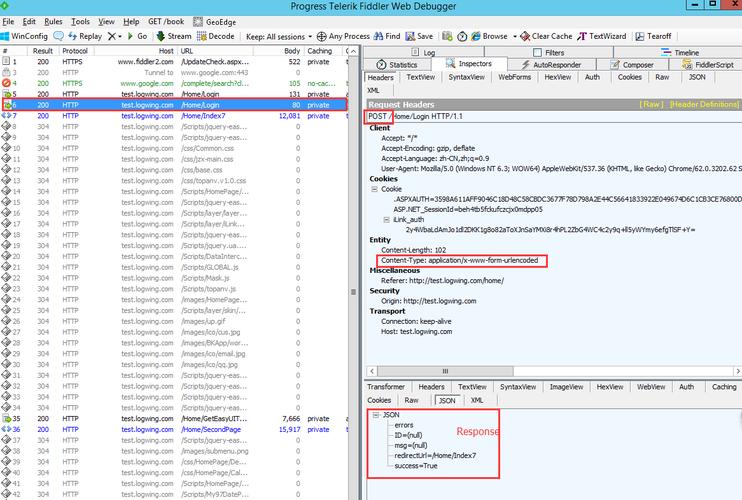 Progress Telerik Fiddler Web Debugger
File Edit Rules Tools View Help GET /book GeoEdge
WinConfig Replay X Go Stream Decode Keep: All sessions Any Process Find Save Browse Clear Cache TextWizard Tearoff
# Result Protocol Host URL Body Caching
1 200 HTTPS www.fiddler2.com /UpdateCheck.aspx... 522 private
3 200 HTTP Tunnel to www.google.com:443 0
4 200 HTTPS www.google.com /complete/search?c... 105 no-cac...
5 200 HTTP test.logwing.com /Home/Login 131 private
6 200 HTTP test.logwing.com /Home/Login 80 private
7 200 HTTP test.logwing.com /Home/Index7 12,081 private
8 304 HTTP test.logwing.com /Scripts/jquery-eas... 0
9 304 HTTP test.logwing.com /Scripts/jquery-eas... 0
10 304 HTTP test.logwing.com /css/Common.css 0
11 304 HTTP test.logwing.com /css/jzx-main.css 0
12 304 HTTP test.logwing.com /css/base.css 0
13 304 HTTP test.logwing.com /css/topanv.v1.0.css 0
14 304 HTTP test.logwing.com /Scripts/HomePage/... 0
15 304 HTTP test.logwing.com /Scripts/jquery-eas... 0
16 304 HTTP test.logwing.com /Scripts/layer/layer... 0
17 304 HTTP test.logwing.com /Scripts/layer/lang... 0
18 304 HTTP test.logwing.com /Scripts/jquery-eas... 0
19 304 HTTP test.logwing.com /Scripts/jquery.ua.... 0
20 304 HTTP test.logwing.com /Scripts/DataInterc... 0
21 304 HTTP test.logwing.com /Scripts/GLOBAL.js 0
22 304 HTTP test.logwing.com /Scripts/Mask.js 0
23 304 HTTP test.logwing.com /Scripts/topanv.js 0
24 304 HTTP test.logwing.com /images/HomePage... 0
25 304 HTTP test.logwing.com /Scripts/layer/skin/... 0
26 304 HTTP test.logwing.com /Scripts/jquery-eas... 0
27 304 HTTP test.logwing.com /images/up.gif 0
28 304 HTTP test.logwing.com /images/ico/cus.jpg 0
29 304 HTTP test.logwing.com /images/BKApp/wor... 0
30 304 HTTP test.logwing.com /images/ico/email.jpg 0
31 304 HTTP test.logwing.com /images/ico/qq.jpg 0
32 304 HTTP test.logwing.com /Scripts/jquery-eas... 0
33 304 HTTP test.logwing.com /Scripts/jquery-eas... 0
34 304 HTTP test.logwing.com /Scripts/jquery-eas... 0
35 200 HTTP test.logwing.com /Home/GetEasyUIT... 7,666 private
36 200 HTTP test.logwing.com /Home/SecondPage 15,917 private
37 304 HTTP test.logwing.com /Scripts/jquery-eas... 0
38 304 HTTP test.logwing.com /images/submenu.png 0
39 304 HTTP test.logwing.com /css/HomePage/De... 0
40 304 HTTP test.logwing.com /css/HomePage/Cal... 0
41 304 HTTP test.logwing.com /Scripts/HomePage... 0
42 304 HTTP test.logwing.com /Scripts/My97DateP... 0
Log Filters Timeline
Statistics Inspectors AutoResponder Composer FiddlerScript
Headers TextView SyntaxView WebForms HexView Auth Cookies Raw JSON
XML
Request Headers [ Raw ] [Header Definitions]
POST /Home/Login HTTP/1.1
Client
Accept: */*
Accept-Encoding: gzip, deflate
Accept-Language: zh-CN,zh;q=0.9
User-Agent: Mozilla/5.0 (Windows NT 6.3; WOW64) AppleWebKit/537.36 (KHTML, like Gecko) Chrome/62.0.3202.62 S
Cookies
Cookie
ASP.NET_SessionId=beh4tb5fckufczcjx0mdpp05
iLink_auth
Entity
Content-Length: 102
Content-Type: application/x-www-form-urlencoded
Miscellaneous
Referer: http://test.logwing.com/home/
Security
Origin: http://test.logwing.com
Transport
Connection: keep-alive
Host: test.logwing.com
Transformer Headers TextView SyntaxView ImageView HexView WebView Auth Caching
Cookies Raw JSON XML
JSON
errors
Response
ID=(null)
msg=(null)
redirectUrl=/Home/Index7
success=True